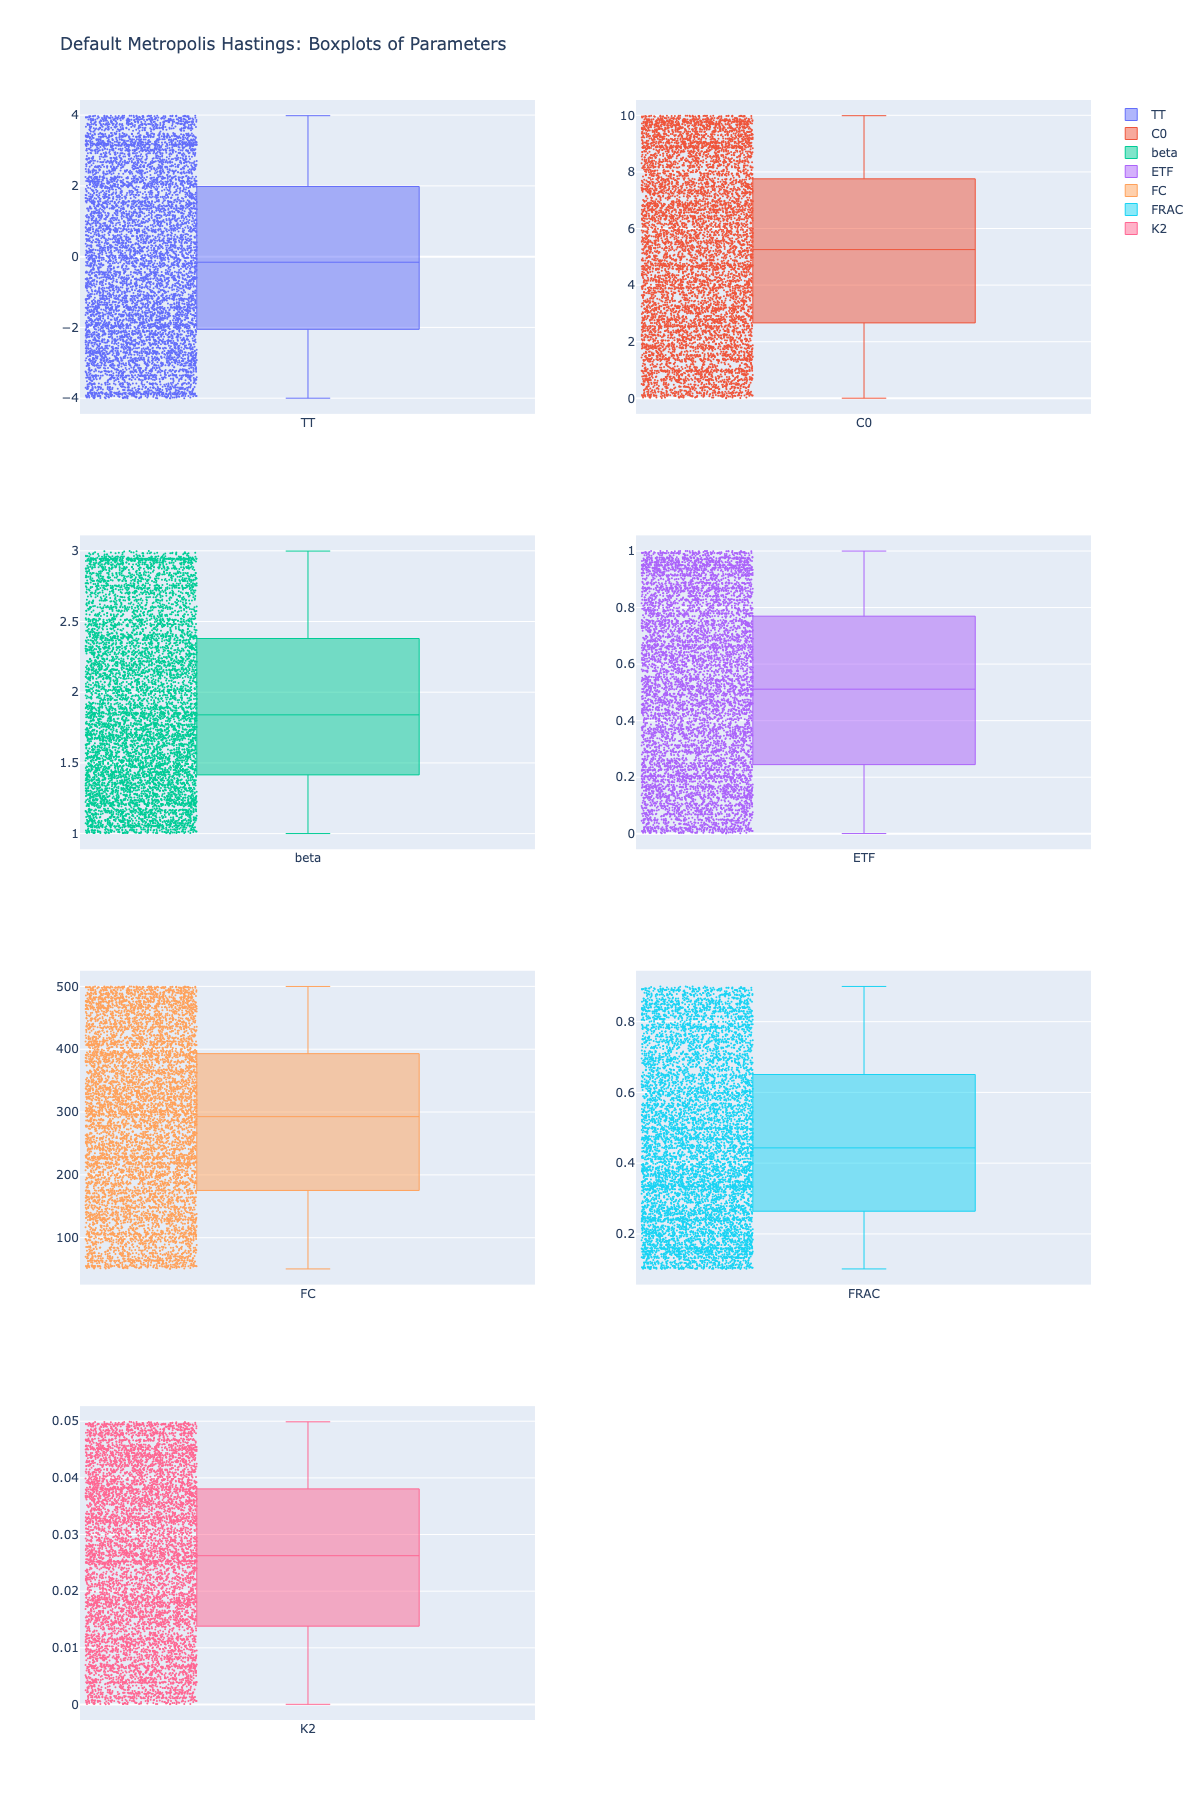 Default Metropolis Hastings: Boxplots of Parameters
4
2
0
−2
−4
TT
10
8
6
4
2
0
C0
TT
C0
beta
ETF
FC
FRAC
K2
3
2.5
2
1.5
1
beta
1
0.8
0.6
0.4
0.2
0
ETF
500
400
300
200
100
FC
0.8
0.6
0.4
0.2
FRAC
0.05
0.04
0.03
0.02
0.01
0
K2